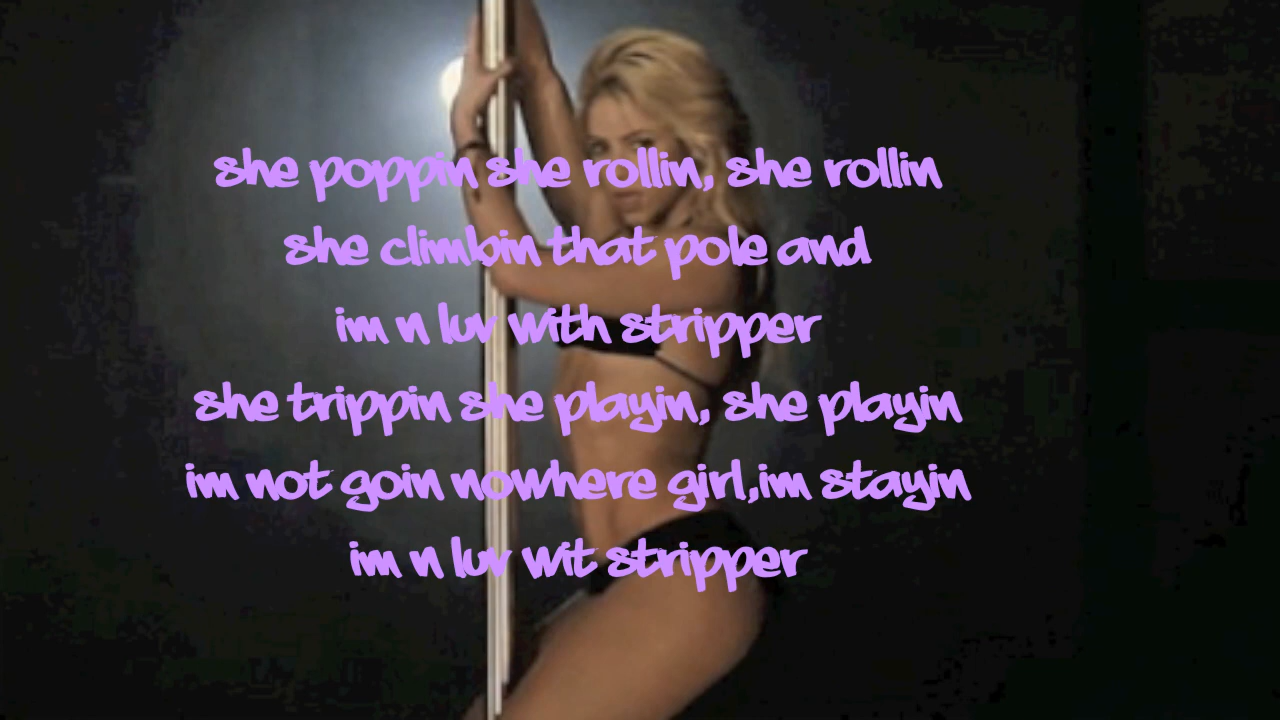 she poppin she rollin, she rollin
she climbin that pole and
im n luv with stripper
she trippin she playin, she playin
im not goin nowhere girl,im stayin
im n luv wit stripper